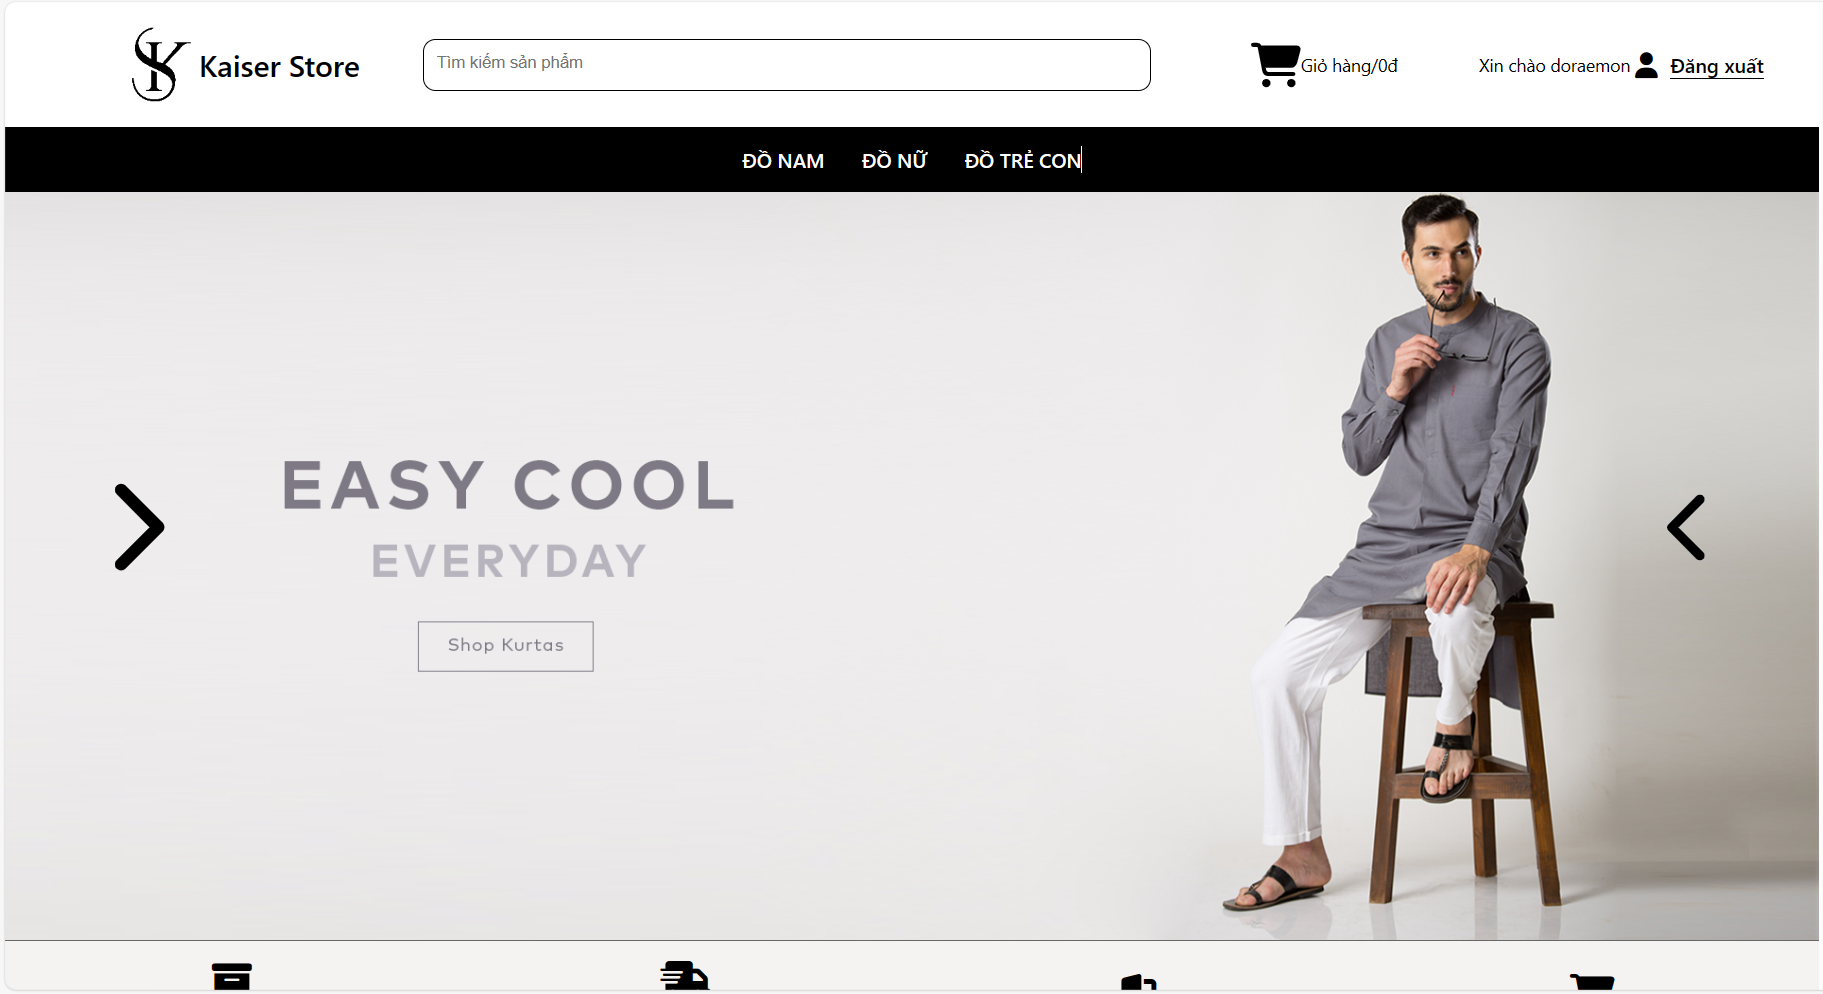 Kaiser Store
Tìm kiếm sản phẩm
Giỏ hàng/0đ
Xin chào doraemon
Đăng xuất
ĐỒ NAM
ĐỒ NỮ
ĐỒ TRẺ CON
EASY COOL
EVERYDAY
Shop Kurtas